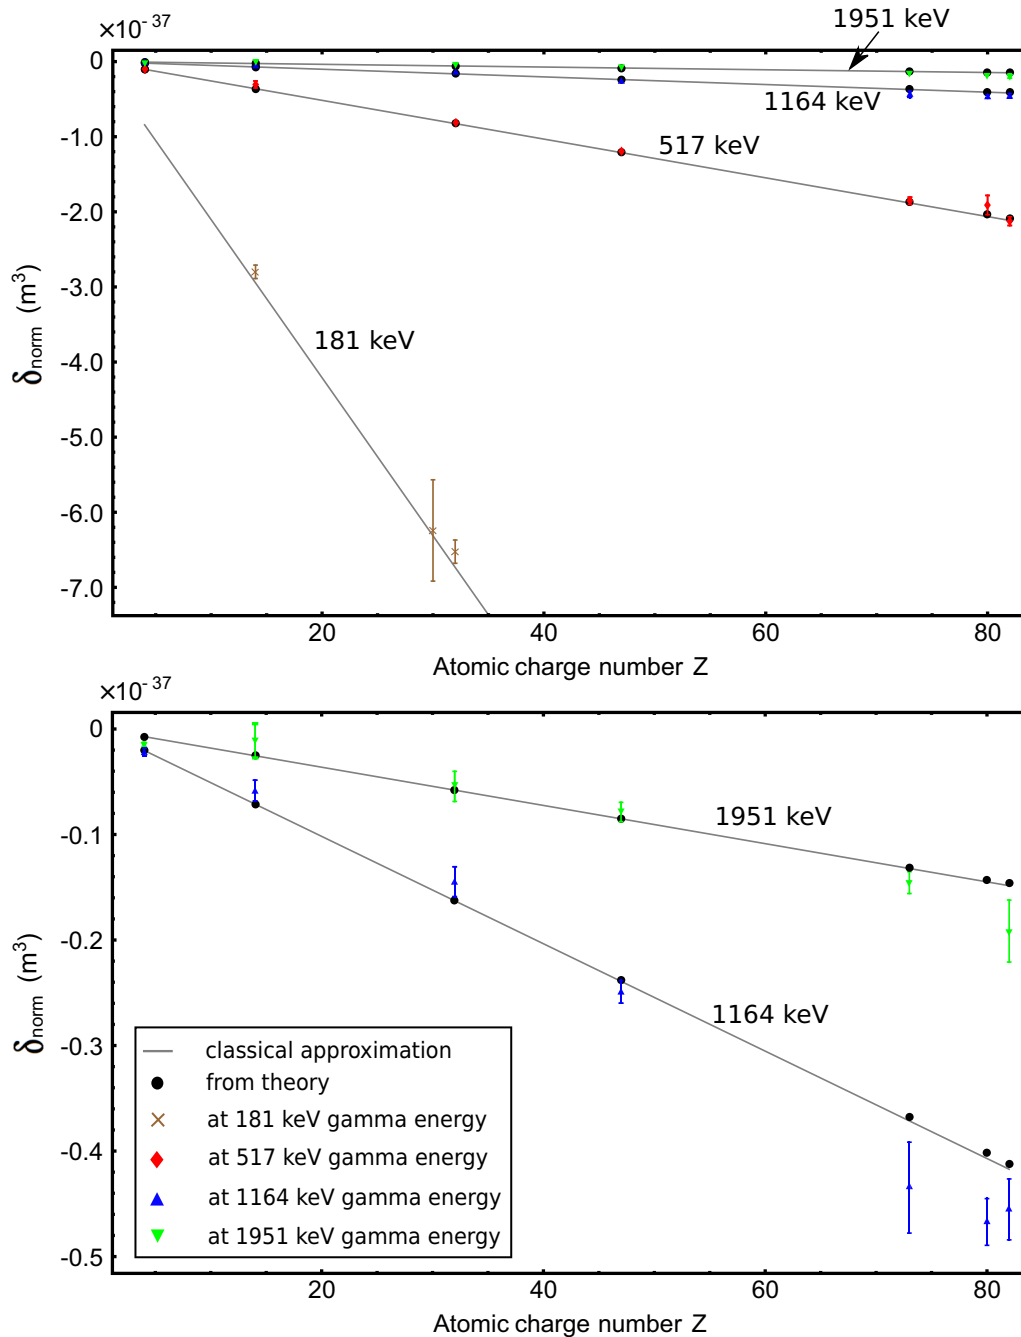 ×10⁻³⁷
1951 keV
0
1164 keV
-1.0
517 keV
-2.0
-3.0
181 keV
-4.0
-5.0
-6.0
-7.0
δnorm (m³)
20 40 60 80
Atomic charge number Z
×10⁻³⁷
0
1951 keV
-0.1
-0.2
1164 keV
-0.3
-0.4
-0.5
δnorm (m³)
classical approximation
from theory
at 181 keV gamma energy
at 517 keV gamma energy
at 1164 keV gamma energy
at 1951 keV gamma energy
20 40 60 80
Atomic charge number Z